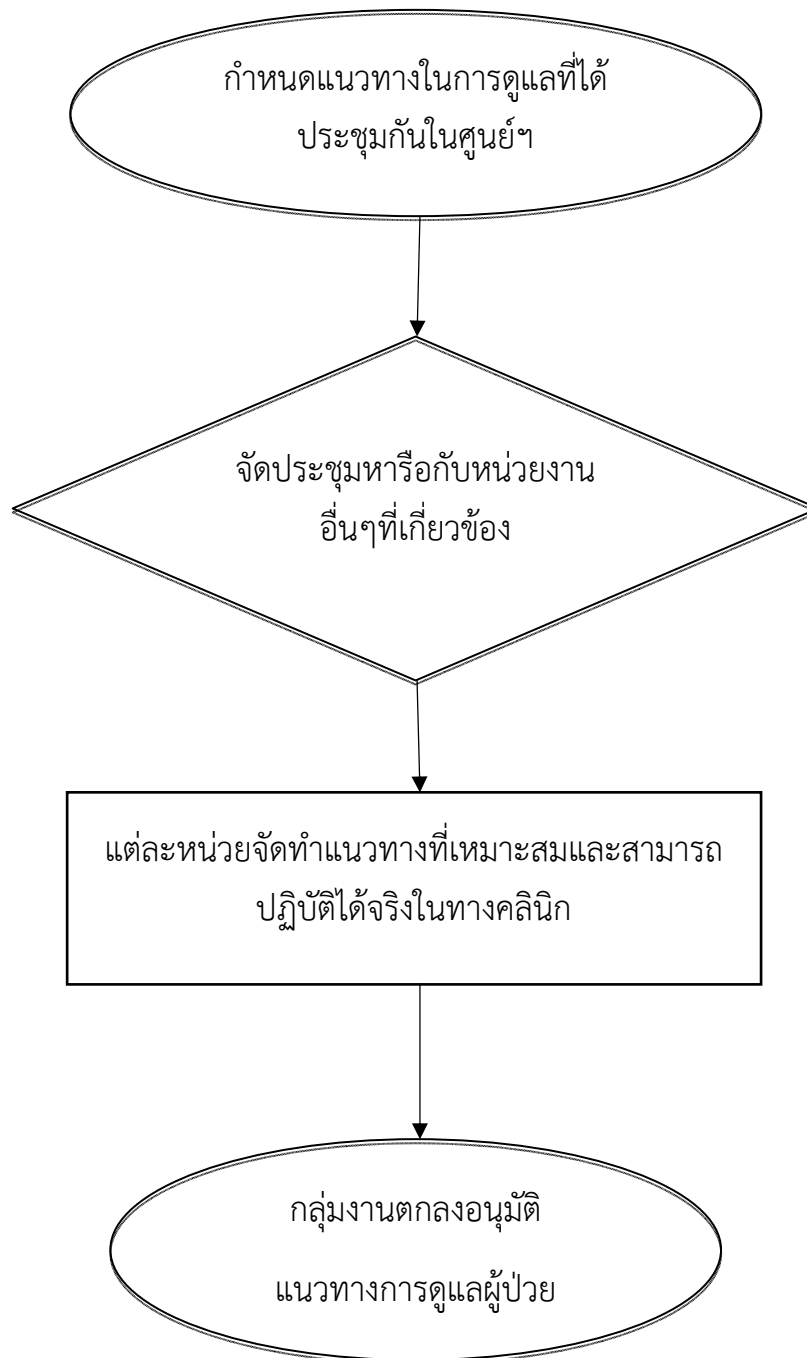 กำหนดแนวทางในการดูแลที่ได้
ประชุมกันในศูนย์ฯ
จัดประชุมหารือกับหน่วยงาน
อื่นๆที่เกี่ยวข้อง
แต่ละหน่วยจัดทำแนวทางที่เหมาะสมและสามารถ
ปฏิบัติได้จริงในทางคลินิก
กลุ่มงานตกลงอนุมัติ
แนวทางการดูแลผู้ป่วย